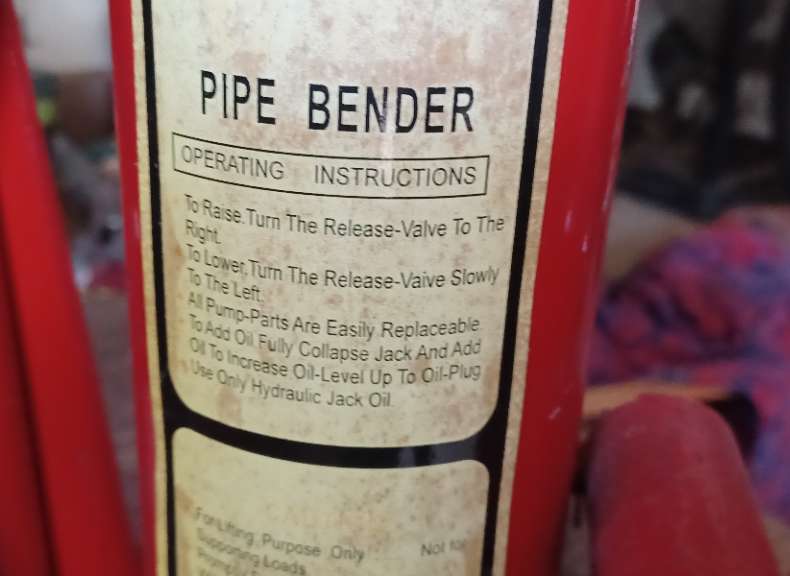 PIPE BENDER
OPERATING INSTRUCTIONS
To Raise.Turn The Release-Valve To The
Right.
To Lower,Turn The Release-Vaive Slowly
To The Left.
All Pump-Parts Are Easily Replaceable
To Add Oil Fully Collapse Jack And Add
Oil To Increase Oil-Level Up To Oil-Plug
Use Only Hydraulic Jack Oil.
For Lifting Purpose Only Not for
Supporing Loads